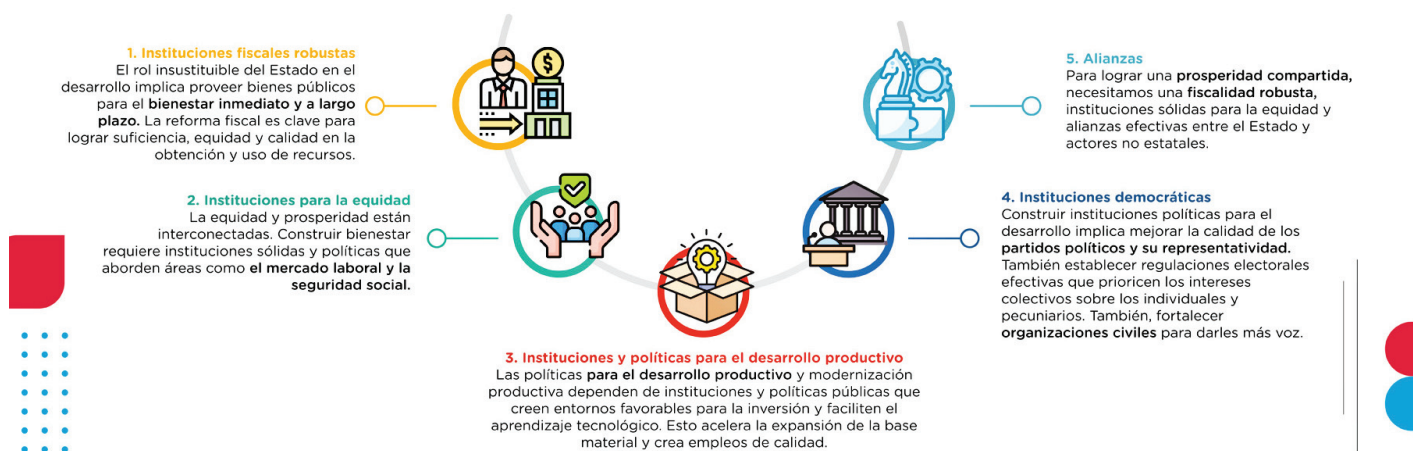 1. Instituciones fiscales robustas
El rol insustituible del Estado en el
desarrollo implica proveer bienes públicos
para el bienestar inmediato y a largo
plazo. La reforma fiscal es clave para
lograr suficiencia, equidad y calidad en la
obtención y uso de recursos.
2. Instituciones para la equidad
La equidad y prosperidad están
interconectadas. Construir bienestar
requiere instituciones sólidas y políticas que
aborden áreas como el mercado laboral y la
seguridad social.
3. Instituciones y políticas para el desarrollo productivo
Las políticas para el desarrollo productivo y modernización
productiva dependen de instituciones y políticas públicas que
creen entornos favorables para la inversión y faciliten el
aprendizaje tecnológico. Esto acelera la expansión de la base
material y crea empleos de calidad.
4. Instituciones democráticas
Construir instituciones políticas para el
desarrollo implica mejorar la calidad de los
partidos políticos y su representatividad.
También establecer regulaciones electorales
efectivas que prioricen los intereses
colectivos sobre los individuales y
pecuniarios. También, fortalecer
organizaciones civiles para darles más voz.
5. Alianzas
Para lograr una prosperidad compartida,
necesitamos una fiscalidad robusta,
instituciones sólidas para la equidad y
alianzas efectivas entre el Estado y
actores no estatales.
$